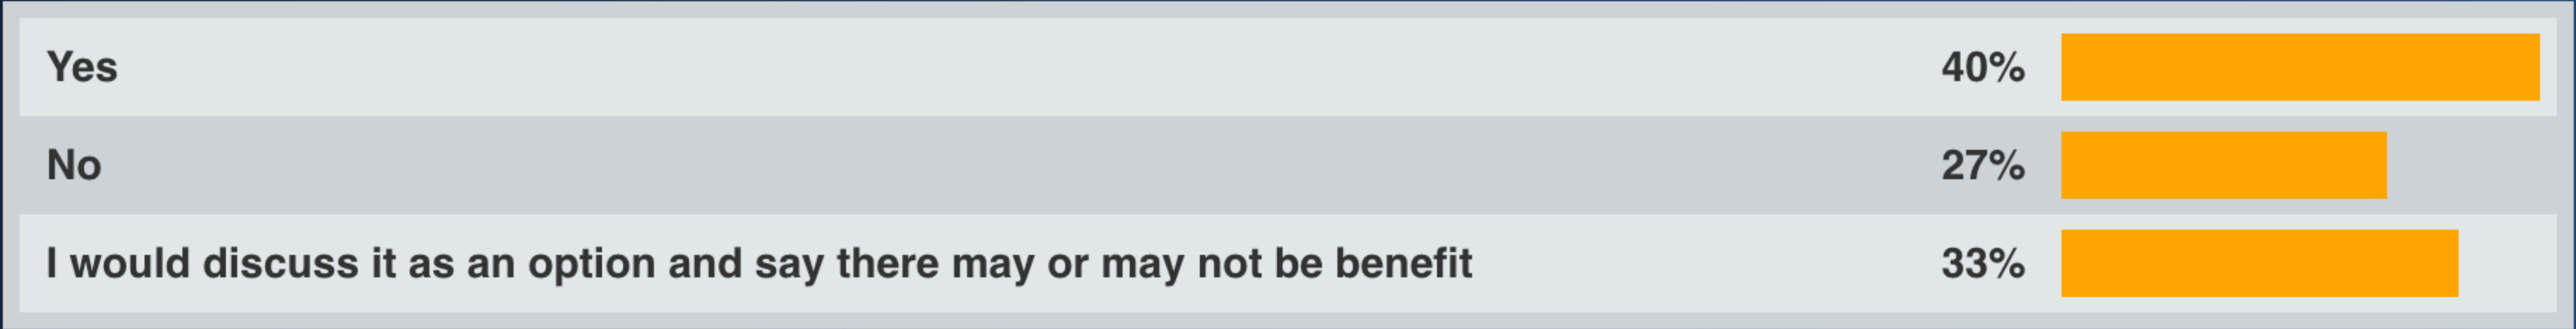 Yes 40%
No 27%
I would discuss it as an option and say there may or may not be benefit 33%